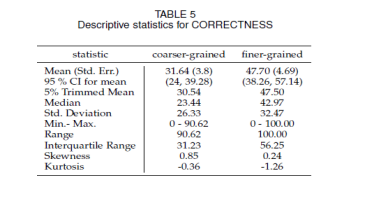 TABLE 5
Descriptive statistics for CORRECTNESS
statistic coarser-grained finer-grained
Mean (Std. Err.) 31.64 (3.8) 47.70 (4.69)
95 % CI for mean (24, 39.28) (38.26, 57.14)
5% Trimmed Mean 30.54 47.50
Median 23.44 42.97
Std. Deviation 26.33 32.47
Min.- Max. 0 - 90.62 0 - 100.00
Range 90.62 100.00
Interquartile Range 31.23 56.25
Skewness 0.85 0.24
Kurtosis -0.36 -1.26